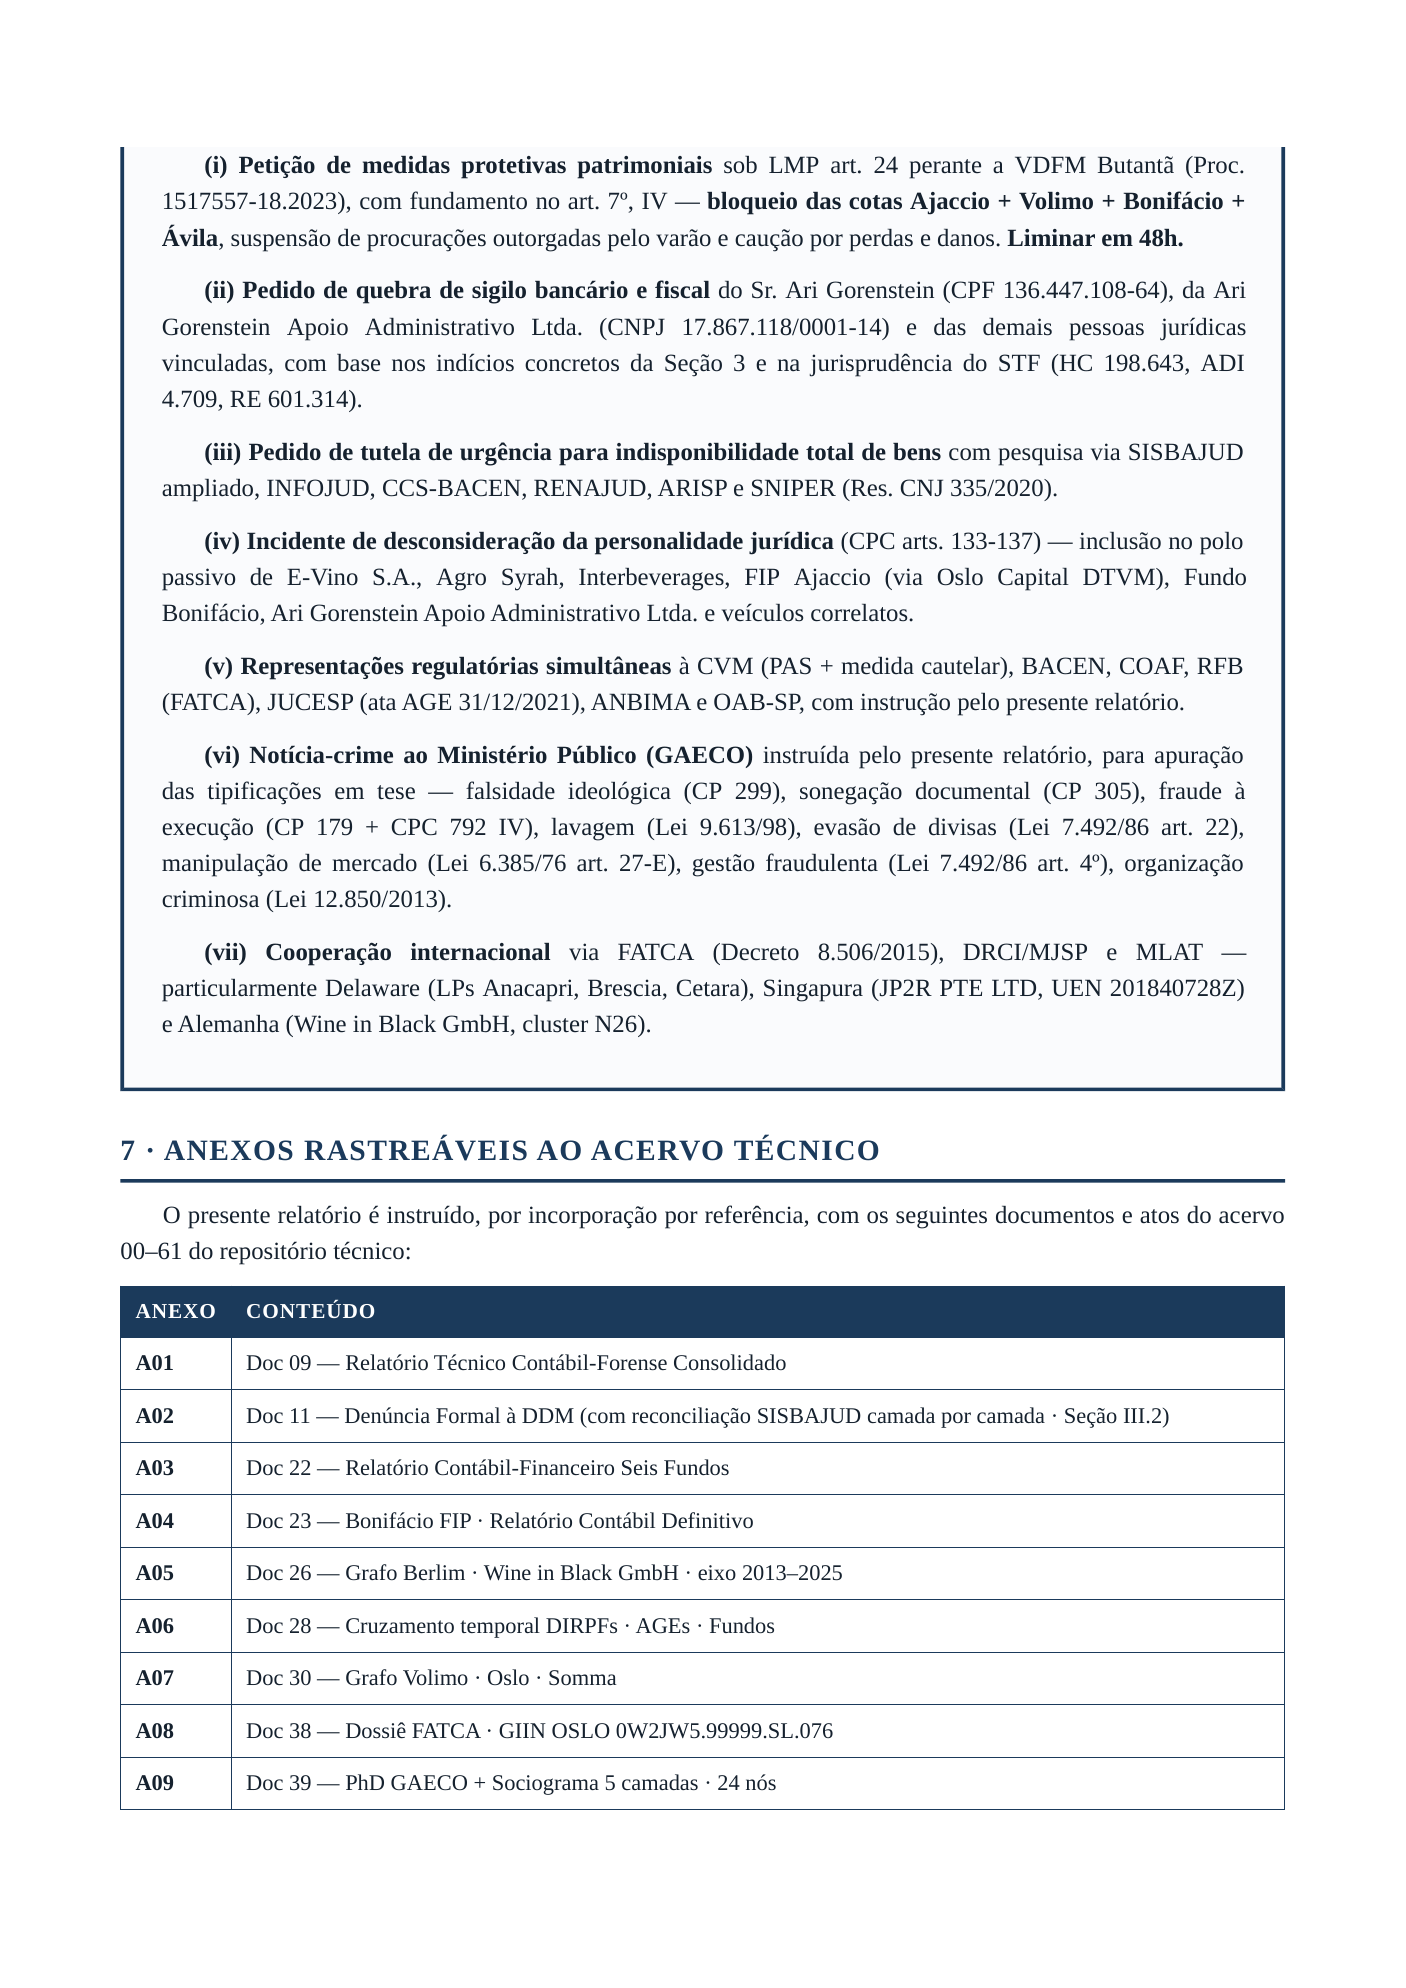 (i) Petição de medidas protetivas patrimoniais sob LMP art. 24 perante a VDFM Butantã (Proc.
1517557-18.2023), com fundamento no art. 7º, IV — bloqueio das cotas Ajaccio + Volimo + Bonifácio +
Ávila, suspensão de procurações outorgadas pelo varão e caução por perdas e danos. Liminar em 48h.
(ii) Pedido de quebra de sigilo bancário e fiscal do Sr. Ari Gorenstein (CPF 136.447.108-64), da Ari
Gorenstein Apoio Administrativo Ltda. (CNPJ 17.867.118/0001-14) e das demais pessoas jurídicas
vinculadas, com base nos indícios concretos da Seção 3 e na jurisprudência do STF (HC 198.643, ADI
4.709, RE 601.314).
(iii) Pedido de tutela de urgência para indisponibilidade total de bens com pesquisa via SISBAJUD
ampliado, INFOJUD, CCS-BACEN, RENAJUD, ARISP e SNIPER (Res. CNJ 335/2020).
(iv) Incidente de desconsideração da personalidade jurídica (CPC arts. 133-137) — inclusão no polo
passivo de E-Vino S.A., Agro Syrah, Interbeverages, FIP Ajaccio (via Oslo Capital DTVM), Fundo
Bonifácio, Ari Gorenstein Apoio Administrativo Ltda. e veículos correlatos.
(v) Representações regulatórias simultâneas à CVM (PAS + medida cautelar), BACEN, COAF, RFB
(FATCA), JUCESP (ata AGE 31/12/2021), ANBIMA e OAB-SP, com instrução pelo presente relatório.
(vi) Notícia-crime ao Ministério Público (GAECO) instruída pelo presente relatório, para apuração
das tipificações em tese — falsidade ideológica (CP 299), sonegação documental (CP 305), fraude à
execução (CP 179 + CPC 792 IV), lavagem (Lei 9.613/98), evasão de divisas (Lei 7.492/86 art. 22),
manipulação de mercado (Lei 6.385/76 art. 27-E), gestão fraudulenta (Lei 7.492/86 art. 4º), organização
criminosa (Lei 12.850/2013).
(vii) Cooperação internacional via FATCA (Decreto 8.506/2015), DRCI/MJSP e MLAT —
particularmente Delaware (LPs Anacapri, Brescia, Cetara), Singapura (JP2R PTE LTD, UEN 201840728Z)
e Alemanha (Wine in Black GmbH, cluster N26).
7 · ANEXOS RASTREÁVEIS AO ACERVO TÉCNICO
O presente relatório é instruído, por incorporação por referência, com os seguintes documentos e atos do acervo
00–61 do repositório técnico:
ANEXO CONTEÚDO
A01 Doc 09 — Relatório Técnico Contábil-Forense Consolidado
A02 Doc 11 — Denúncia Formal à DDM (com reconciliação SISBAJUD camada por camada · Seção III.2)
A03 Doc 22 — Relatório Contábil-Financeiro Seis Fundos
A04 Doc 23 — Bonifácio FIP · Relatório Contábil Definitivo
A05 Doc 26 — Grafo Berlim · Wine in Black GmbH · eixo 2013–2025
A06 Doc 28 — Cruzamento temporal DIRPFs · AGEs · Fundos
A07 Doc 30 — Grafo Volimo · Oslo · Somma
A08 Doc 38 — Dossiê FATCA · GIIN OSLO 0W2JW5.99999.SL.076
A09 Doc 39 — PhD GAECO + Sociograma 5 camadas · 24 nós